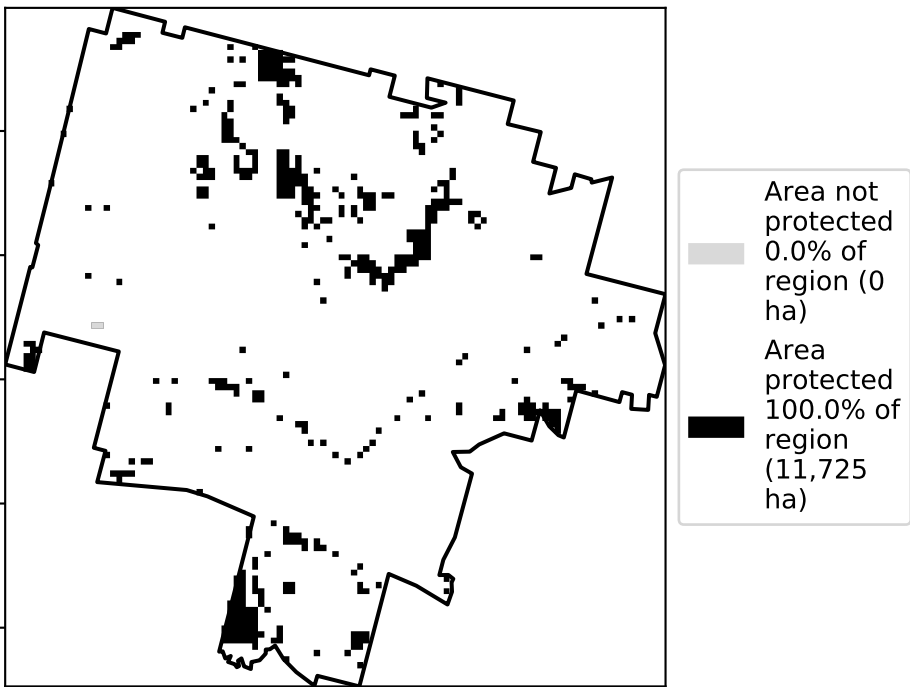 Area not
protected
0.0% of
region (0
ha)
Area
protected
100.0% of
region
(11,725
ha)